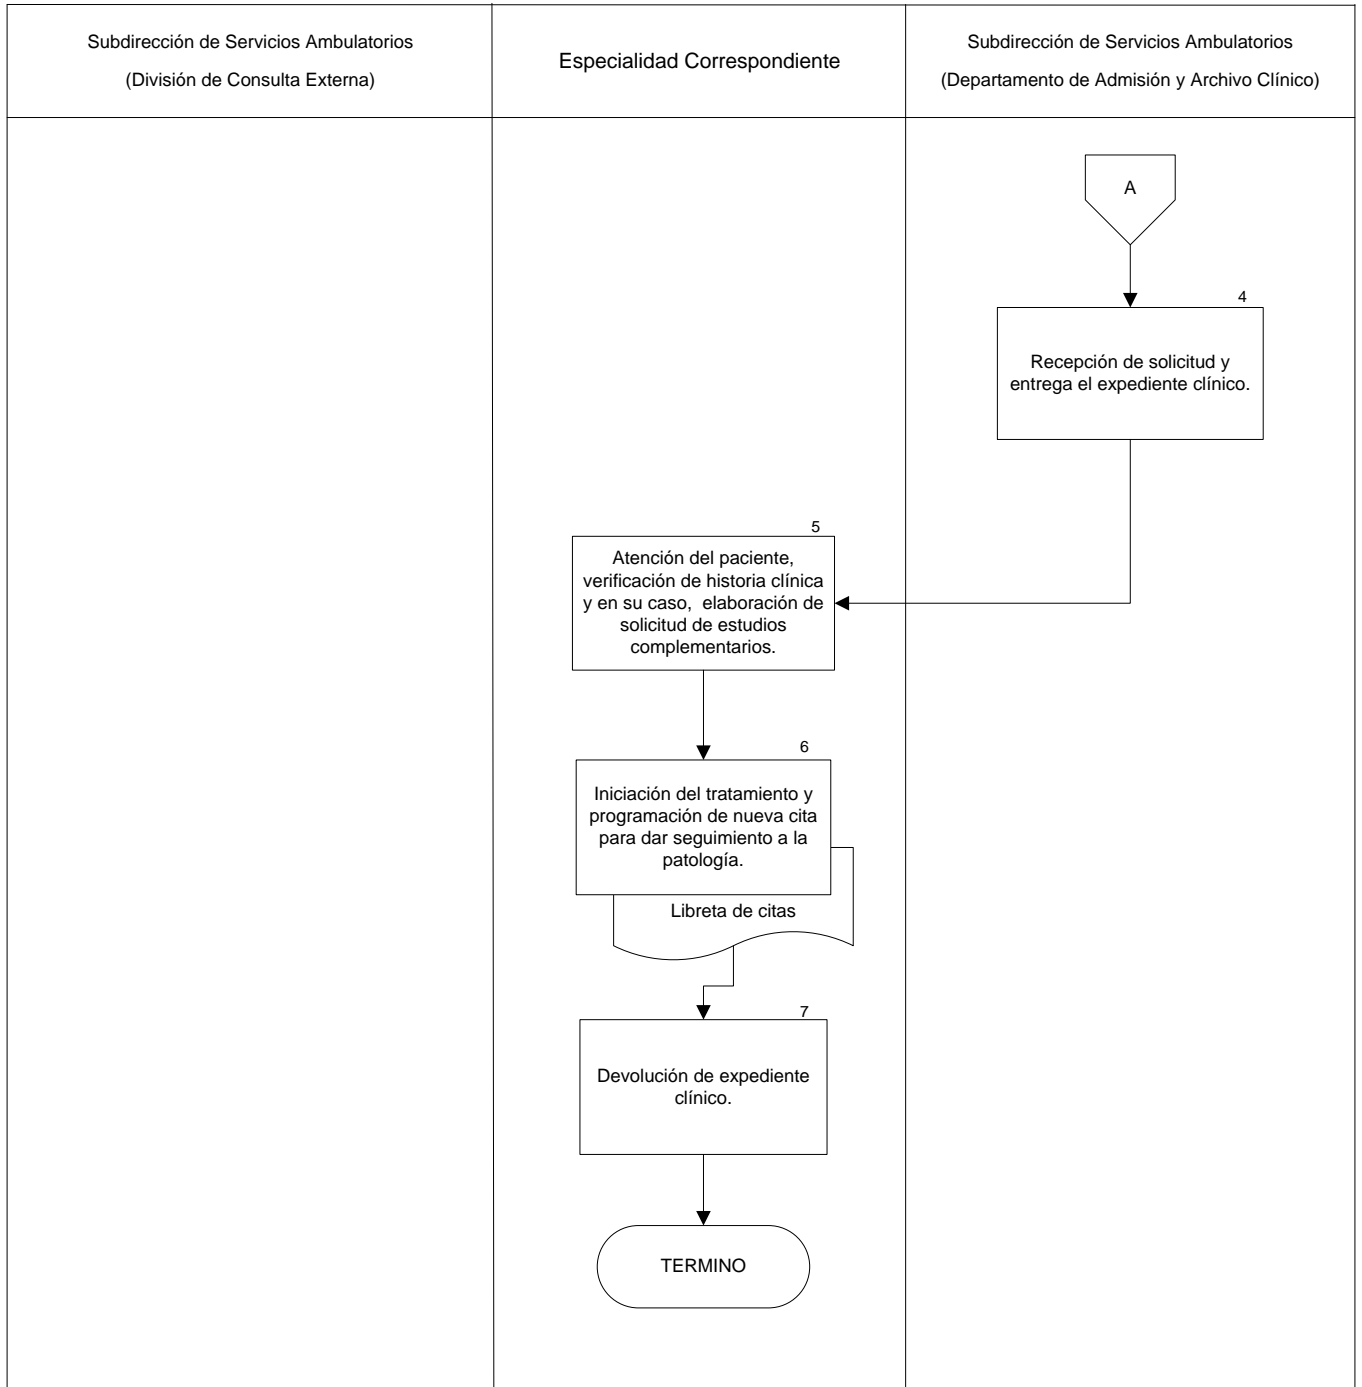 Subdirección de Servicios Ambulatorios
(División de Consulta Externa)
Especialidad Correspondiente
Subdirección de Servicios Ambulatorios
(Departamento de Admisión y Archivo Clínico)
A
4
Recepción de solicitud y
entrega el expediente clínico.
5
Atención del paciente,
verificación de historia clínica
y en su caso, elaboración de
solicitud de estudios
complementarios.
6
Iniciación del tratamiento y
programación de nueva cita
para dar seguimiento a la
patología.
Libreta de citas
7
Devolución de expediente
clínico.
TERMINO